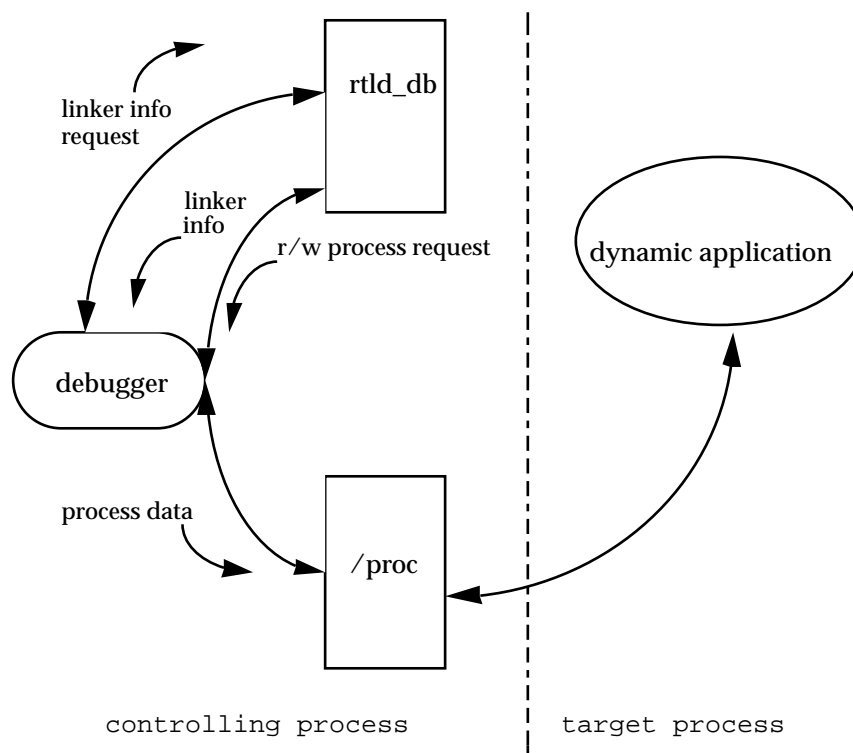 rtld_db
linker info
request
linker
info
r/w process request
dynamic application
debugger
process data
/proc
controlling process
target process